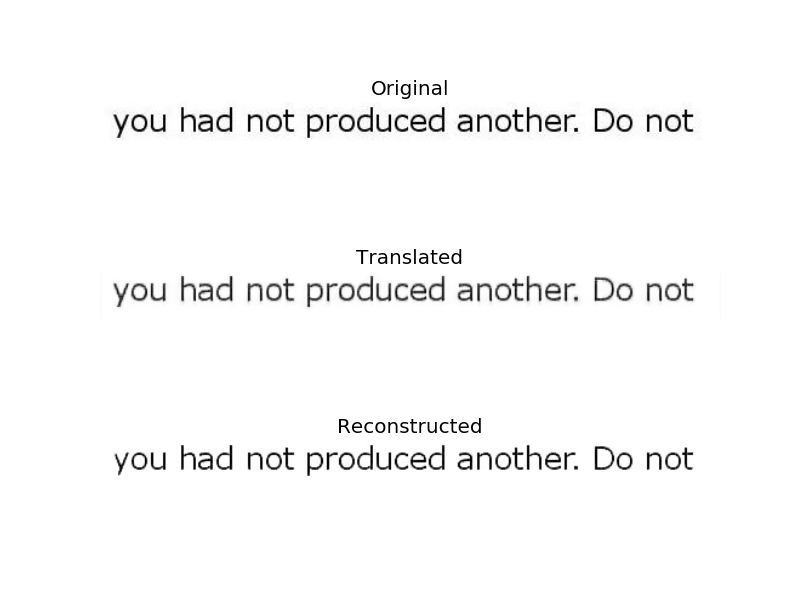 Original
you had not produced another. Do not
Translated
you had not produced another. Do not
Reconstructed
you had not produced another. Do not